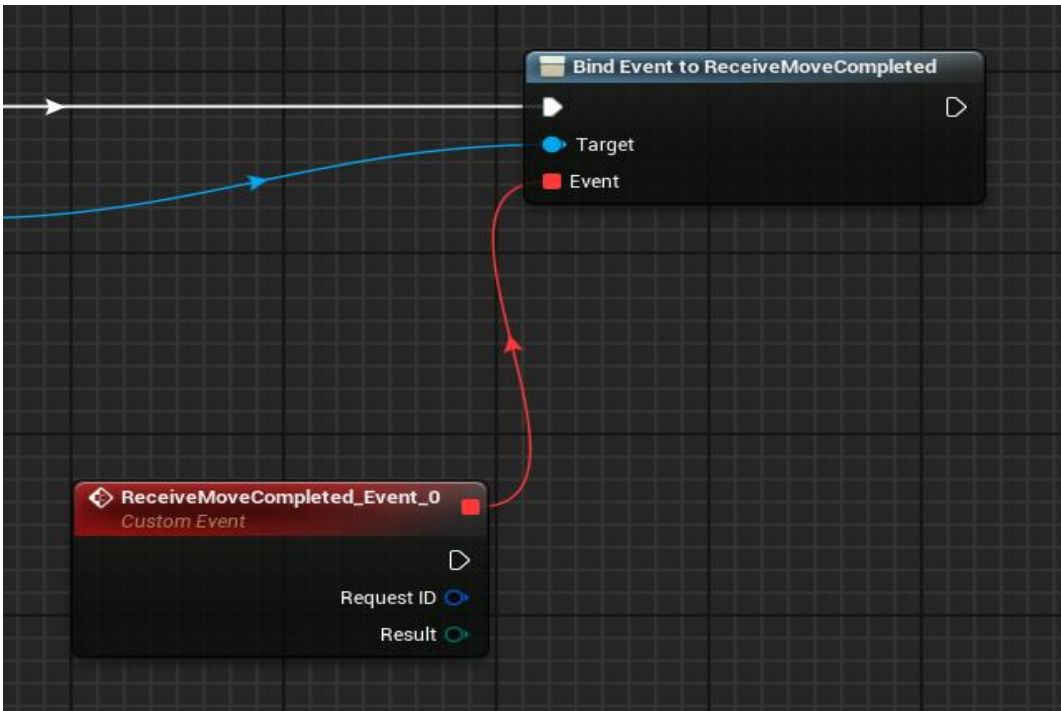 Bind Event to ReceiveMoveCompleted
Target
Event
ReceiveMoveCompleted_Event_0
Custom Event
Request ID
Result